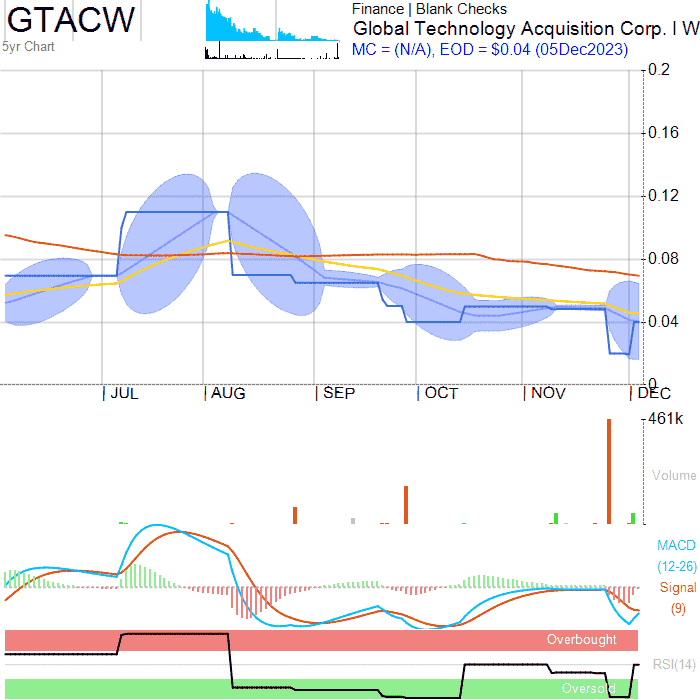 GTACW
5yr Chart
Finance | Blank Checks
Global Technology Acquisition Corp. I W
MC = (N/A), EOD = $0.04 (05Dec2023)
0.2
0.16
0.12
0.08
0.04
0
JUL AUG SEP OCT NOV DEC
461k
Volume
MACD
(12-26)
Signal
(9)
Overbought
RSI(14)
Oversold